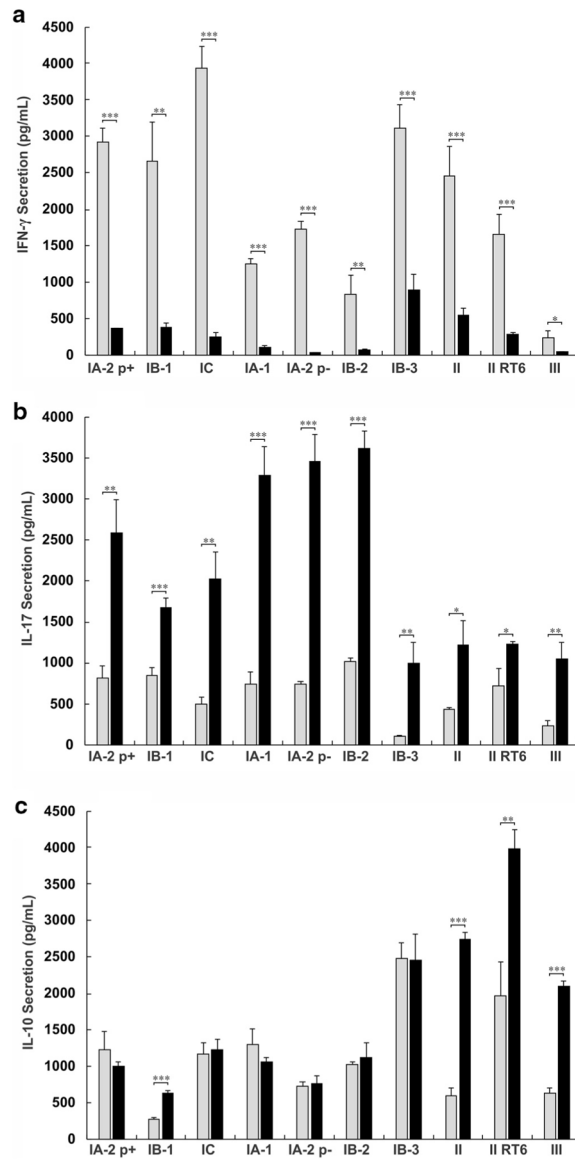 a
IFN-γ Secretion (pg/mL)
4500
4000
3500
3000
2500
2000
1500
1000
500
0
*** ** *** *** *** ** *** *** *** *
IA-2 p+ IB-1 IC IA-1 IA-2 p- IB-2 IB-3 II II RT6 III
b
IL-17 Secretion (pg/mL)
4000
3500
3000
2500
2000
1500
1000
500
0
** *** ** *** *** *** ** * * **
IA-2 p+ IB-1 IC IA-1 IA-2 p- IB-2 IB-3 II II RT6 III
c
IL-10 Secretion (pg/mL)
4500
4000
3500
3000
2500
2000
1500
1000
500
0
*** *** ** ***
IA-2 p+ IB-1 IC IA-1 IA-2 p- IB-2 IB-3 II II RT6 III